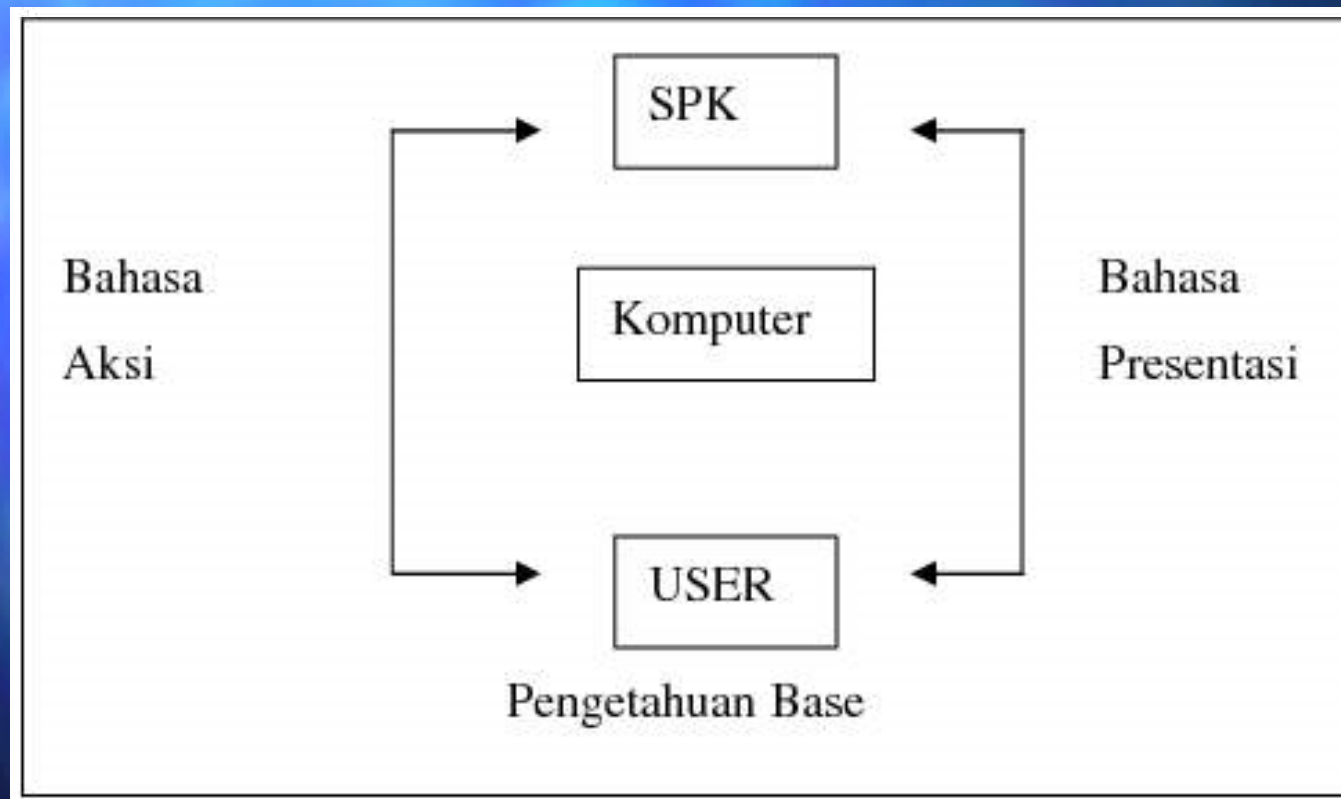 SPK
Bahasa
Aksi
Komputer
Bahasa
Presentasi
USER
Pengetahuan Base